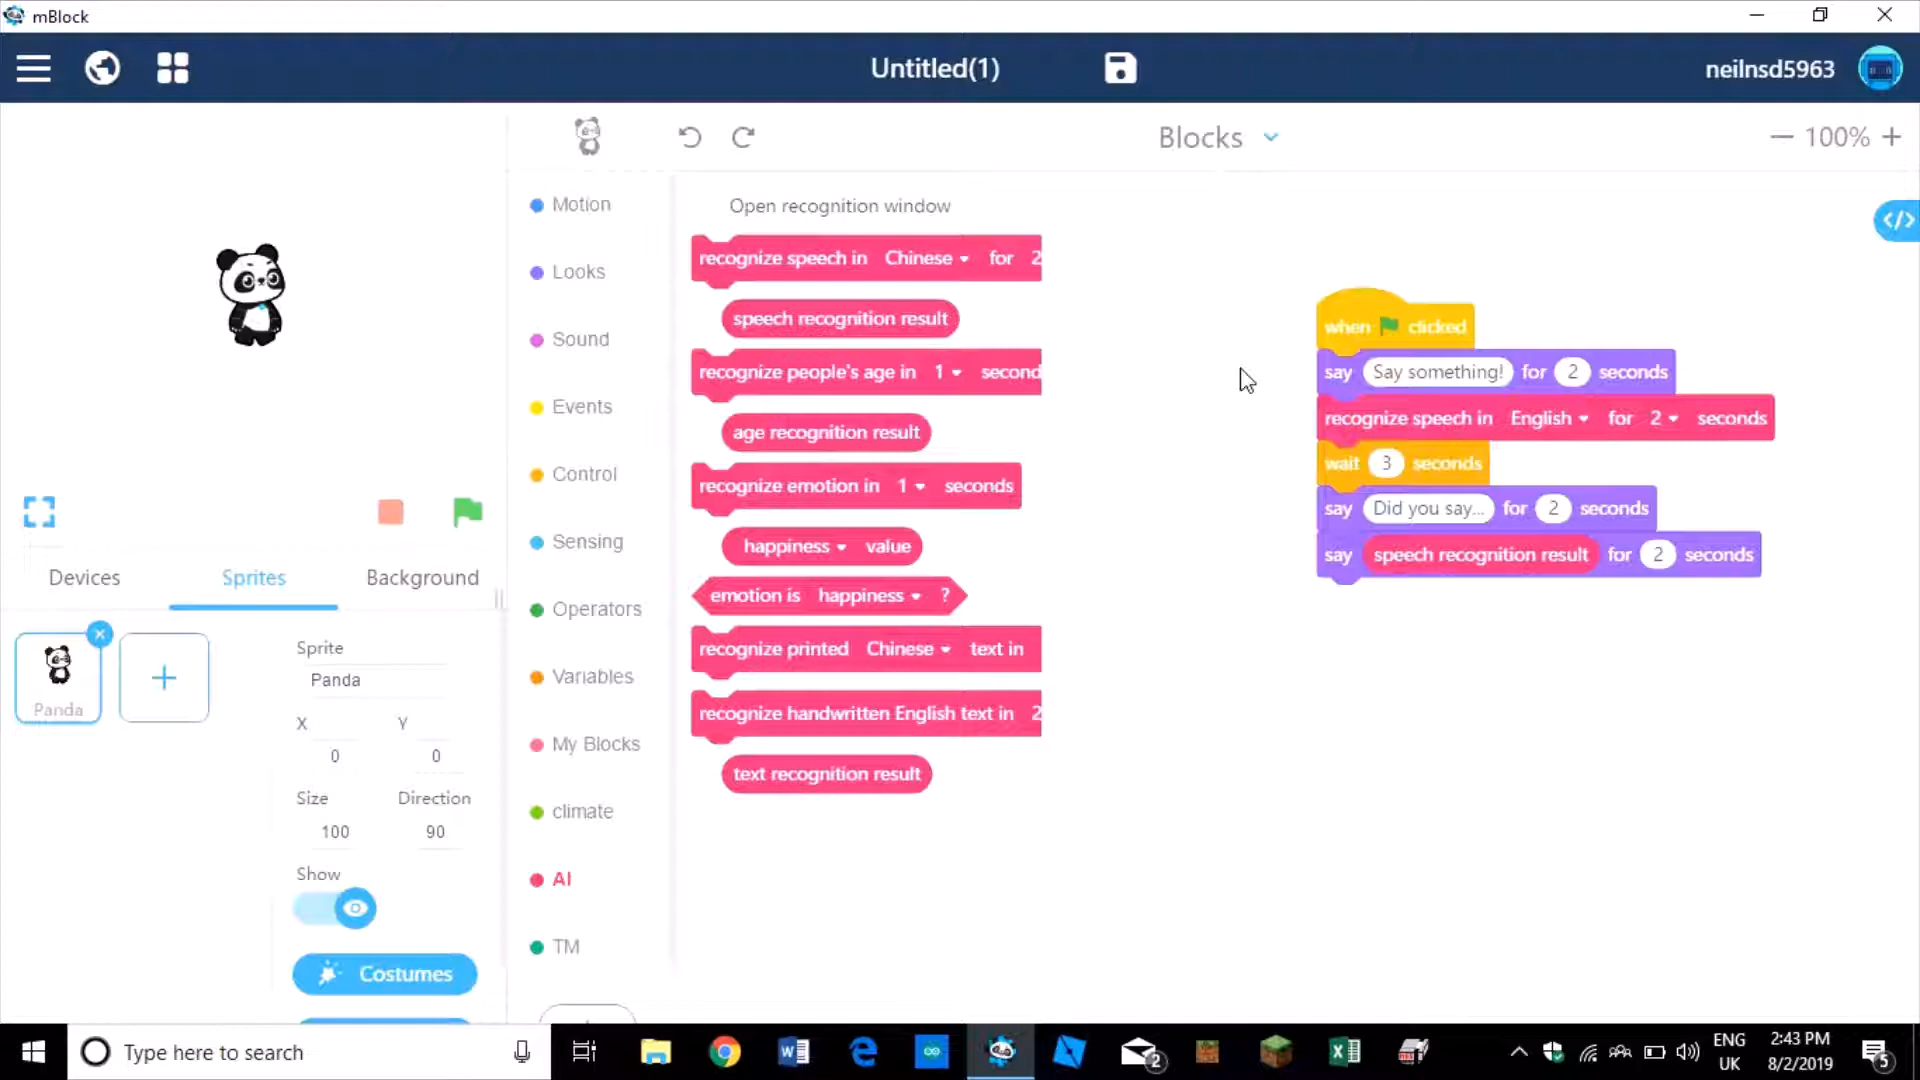 mBlock
Untitled(1)
neilnsd5963
Blocks
100%
Motion
Looks
Sound
Events
Control
Sensing
Operators
Variables
My Blocks
climate
AI
TM
Open recognition window
recognize speech in Chinese for 2
speech recognition result
recognize people's age in 1 second
age recognition result
recognize emotion in 1 seconds
happiness value
emotion is happiness ?
recognize printed Chinese text in
recognize handwritten English text in 2
text recognition result
when clicked
say Say something! for 2 seconds
recognize speech in English for 2 seconds
wait 3 seconds
say Did you say... for 2 seconds
say speech recognition result for 2 seconds
Devices Sprites Background
Panda
Sprite
Panda
X Y
0 0
Size Direction
100 90
Show
Costumes
Type here to search
2
ENG
UK
2:43 PM
8/2/2019
5